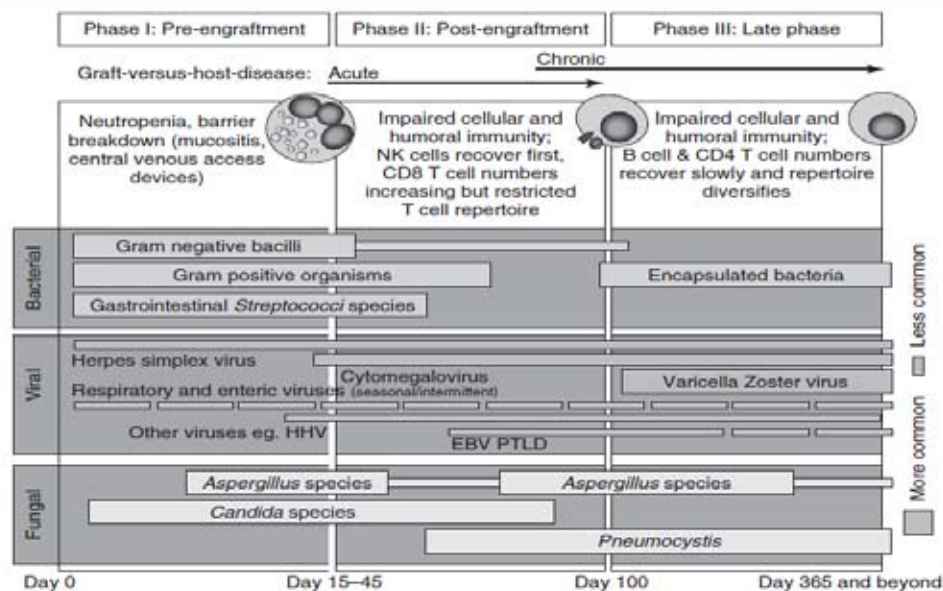 Phase I: Pre-engraftment
Phase II: Post-engraftment
Phase III: Late phase
Graft-versus-host-disease:
Acute
Chronic
Neutropenia, barrier
breakdown (mucositis,
central venous access
devices)
Impaired cellular and
humoral immunity;
NK cells recover first,
CD8 T cell numbers
increasing but restricted
T cell repertoire
Impaired cellular and
humoral immunity;
B cell & CD4 T cell numbers
recover slowly and repertoire
diversifies
Bacterial
Gram negative bacilli
Gram positive organisms
Encapsulated bacteria
Gastrointestinal Streptococci species
Viral
Herpes simplex virus
Cytomegalovirus
Varicella Zoster virus
Respiratory and enteric viruses (seasonal/intermittent)
Other viruses eg. HHV
EBV PTLD
Fungal
Aspergillus species
Aspergillus species
Candida species
Pneumocystis
Less common
More common
Day 0
Day 15–45
Day 100
Day 365 and beyond